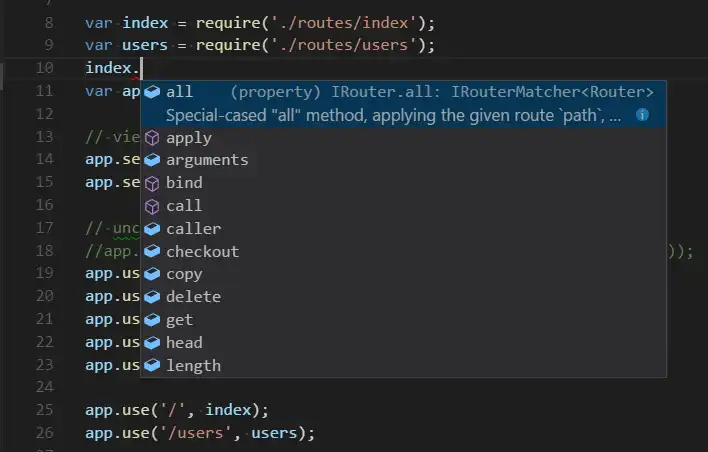 8 var index = require('./routes/index');
9 var users = require('./routes/users');
10 index.
11 var ap
all (property) IRouter.all: IRouterMatcher<Router>
Special-cased "all" method, applying the given route `path`, ...
12
apply
13 // vie
arguments
14 app.se
bind
15 app.se
call
16
caller
17 // unc
checkout
18 //app. ));
copy
19 app.us
delete
20 app.us
get
21 app.us
head
22 app.us
length
23 app.us
24
25 app.use('/', index);
26 app.use('/users', users);